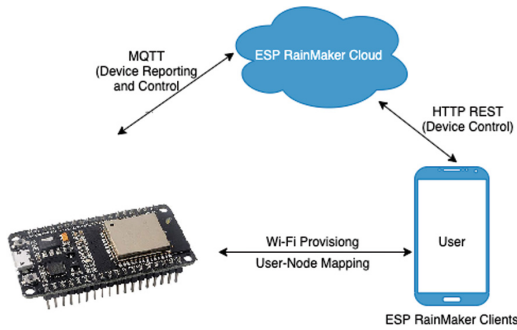 MQTT
(Device Reporting
and Control
ESP RainMaker Cloud
HTTP REST
(Device Control)
Wi-Fi Provisiong
User-Node Mapping
User
ESP RainMaker Clients